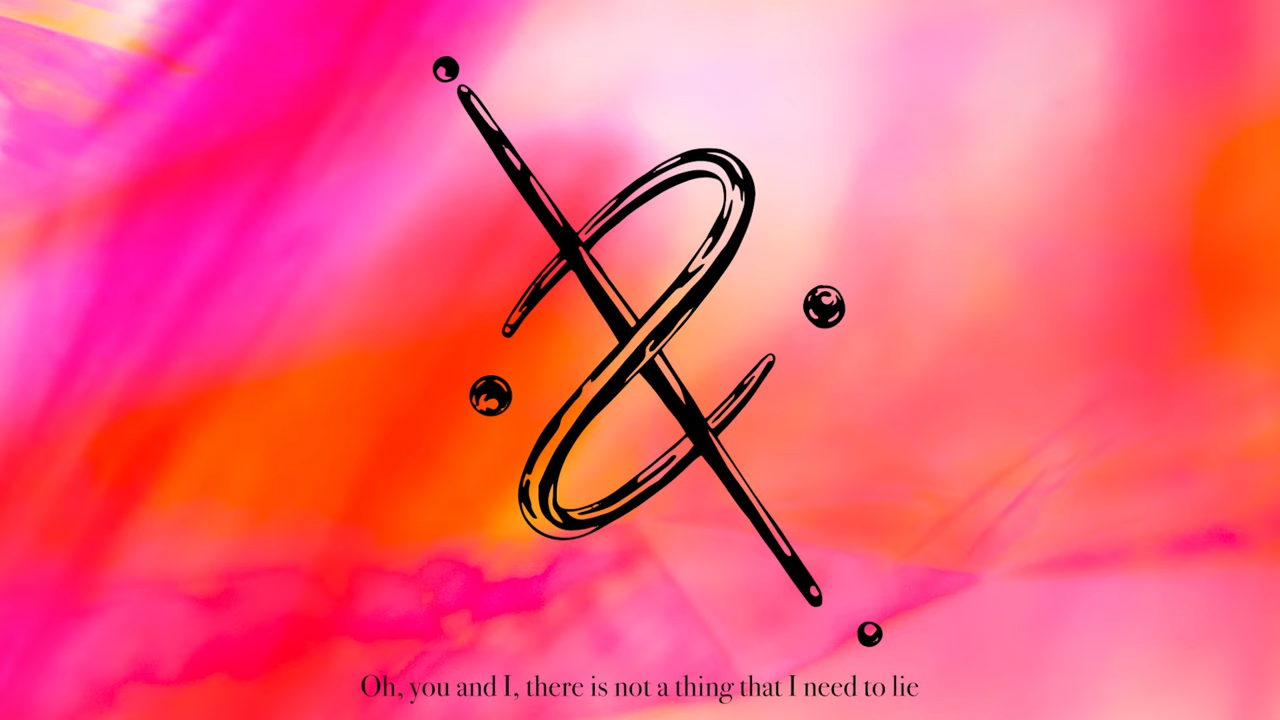 Oh, you and I, there is not a thing that I need to lie